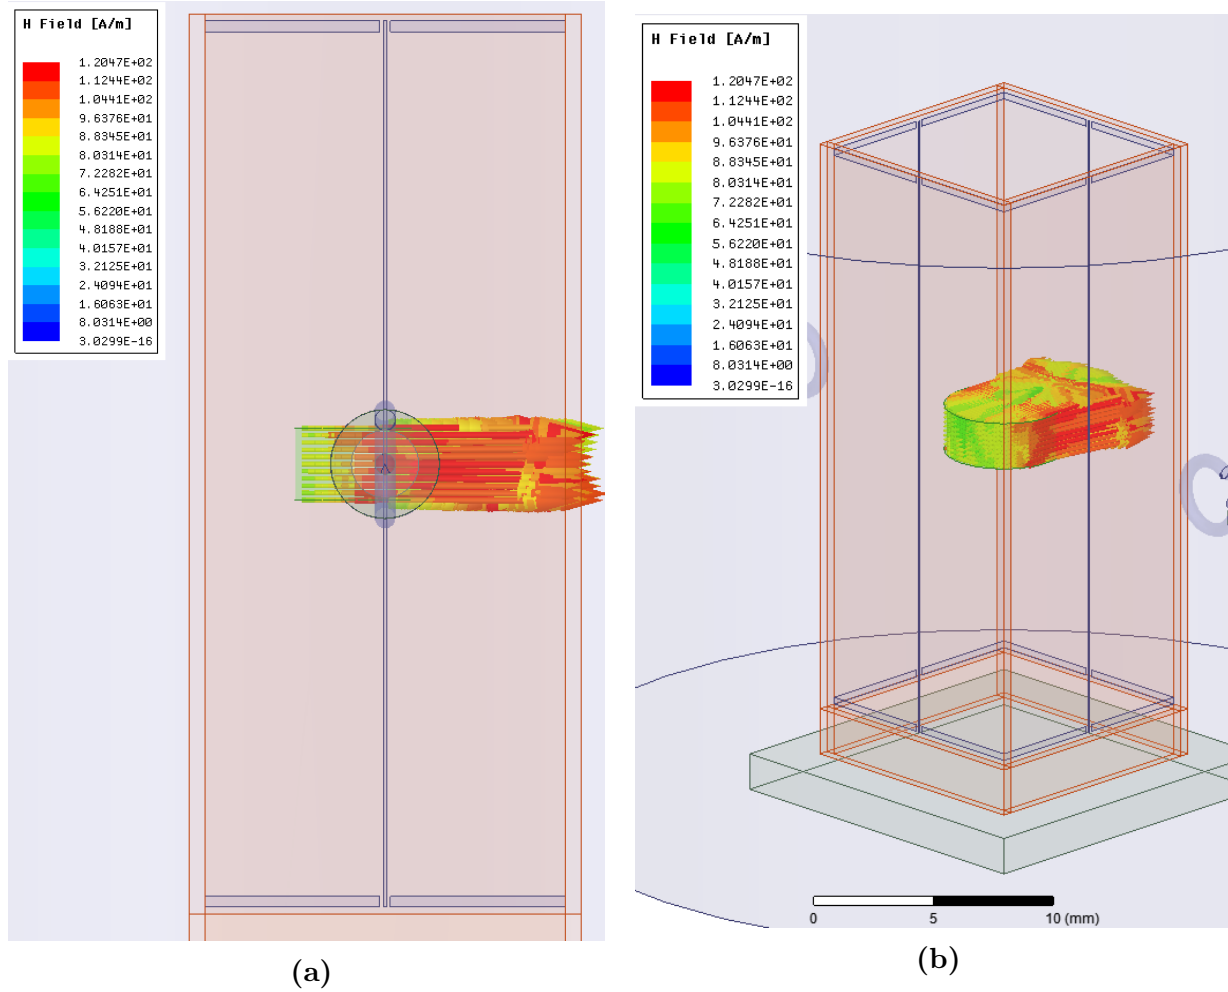 H Field [A/m]
1.2047E+02
1.1244E+02
1.0441E+02
9.6376E+01
8.8345E+01
8.0314E+01
7.2282E+01
6.4251E+01
5.6220E+01
4.8188E+01
4.0157E+01
3.2125E+01
2.4094E+01
1.6063E+01
8.0314E+00
3.0299E-16
(a)
H Field [A/m]
1.2047E+02
1.1244E+02
1.0441E+02
9.6376E+01
8.8345E+01
8.0314E+01
7.2282E+01
6.4251E+01
5.6220E+01
4.8188E+01
4.0157E+01
3.2125E+01
2.4094E+01
1.6063E+01
8.0314E+00
3.0299E-16
0 5 10 (mm)
(b)